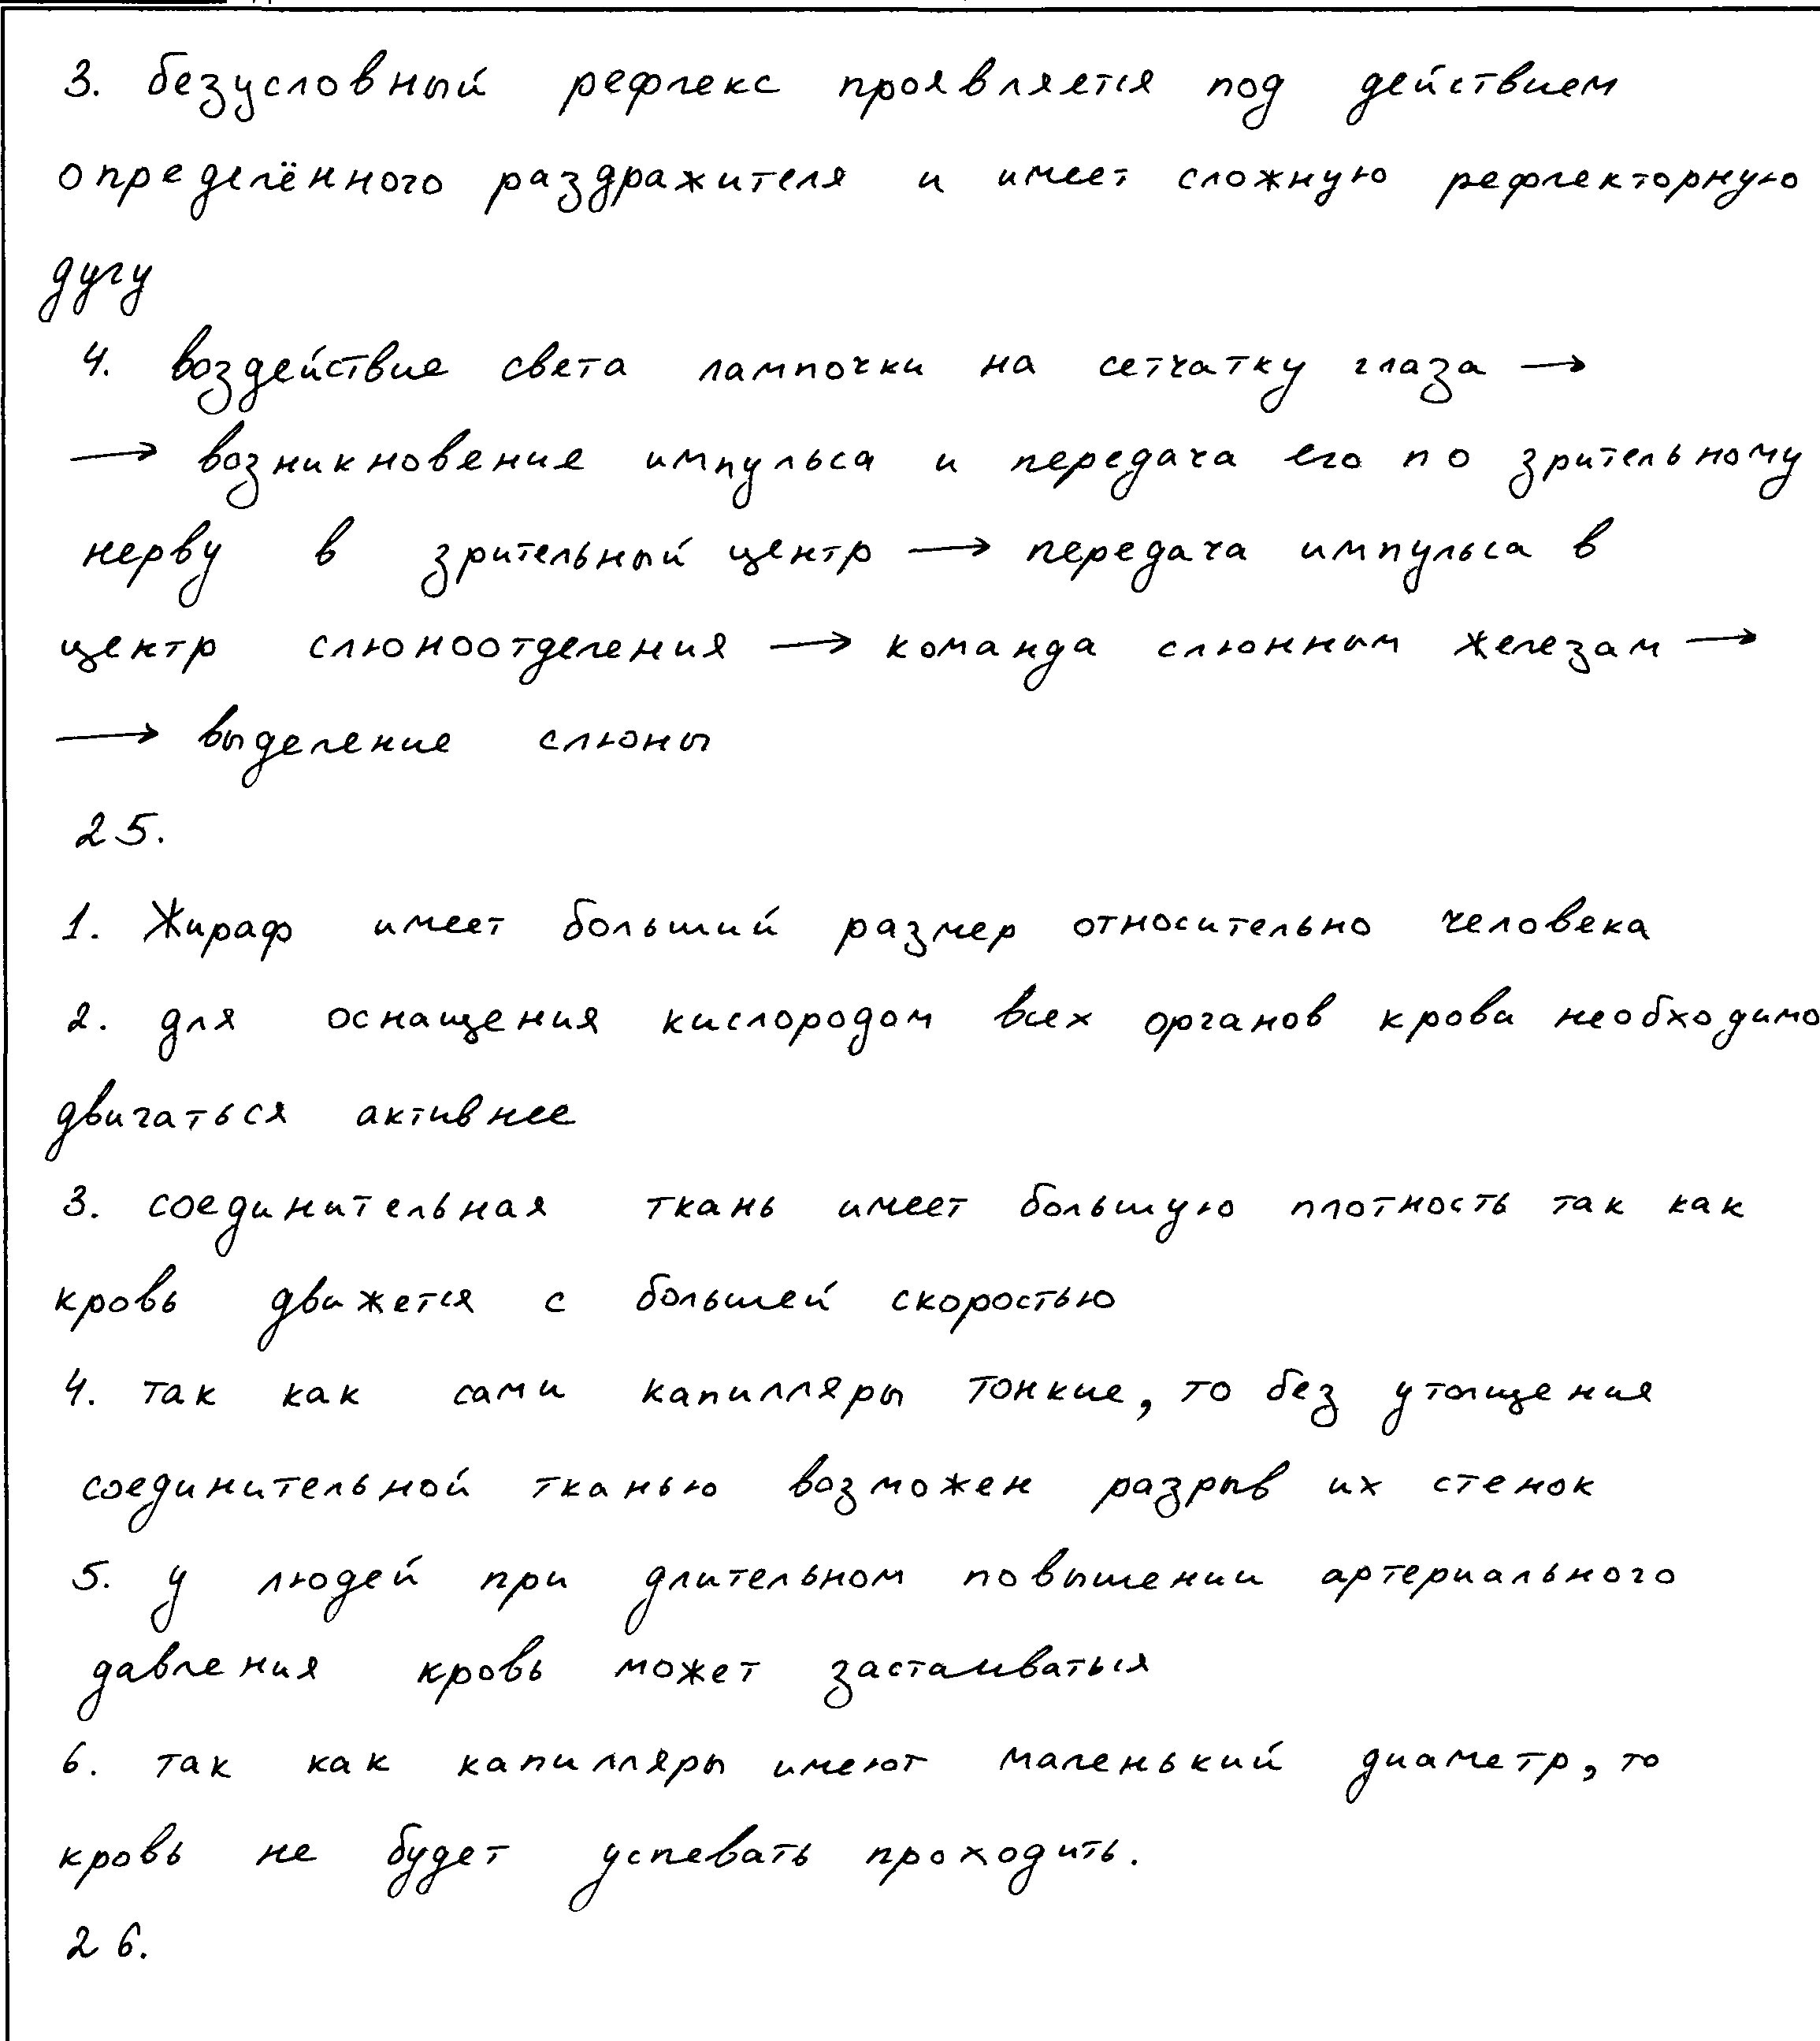 3. безусловный рефлекс проявляется под действием
определённого раздражителя и имеет сложную рефлекторную
дугу
4. воздействие света лампочки на сетчатку глаза →
→ возникновение импульса и передача его по зрительному
нерву в зрительный центр → передача импульса в
центр слюноотделения → команда слюнным железам →
→ выделение слюны
25.
1. Жираф имеет больший размер относительно человека
2. для оснащения кислородом всех органов крови необходимо
двигаться активнее
3. соединительная ткань имеет большую плотность так как
кровь движется с большей скоростью
4. так как сами капилляры тонкие, то без утолщения
соединительной тканью возможен разрыв их стенок
5. у людей при длительном повышении артериального
давления кровь может застаиваться
6. так как капилляры имеют маленький диаметр, то
кровь не будет успевать проходить.
26.